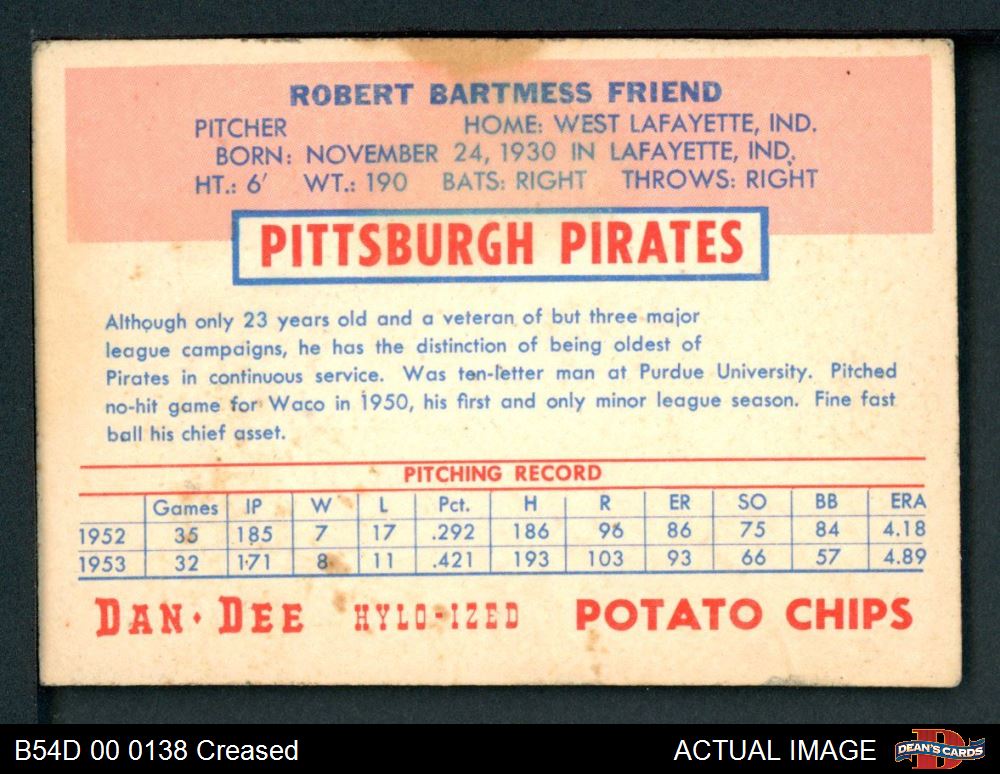 ROBERT BARTMESS FRIEND
PITCHER HOME: WEST LAFAYETTE, IND.
BORN: NOVEMBER 24, 1930 IN LAFAYETTE, IND.
HT.: 6' WT.: 190 BATS: RIGHT THROWS: RIGHT
PITTSBURGH PIRATES
Although only 23 years old and a veteran of but three major
league campaigns, he has the distinction of being oldest of
Pirates in continuous service. Was ten-letter man at Purdue University. Pitched
no-hit game for Waco in 1950, his first and only minor league season. Fine fast
ball his chief asset.
PITCHING RECORD
Games IP W L Pct. H R ER SO BB ERA
1952 35 185 7 17 .292 186 96 86 75 84 4.18
1953 32 171 8 11 .421 193 103 93 66 57 4.89
DAN·DEE HYLO-IZED POTATO CHIPS
B54D 00 0138 Creased ACTUAL IMAGE D DEAN'S CARDS